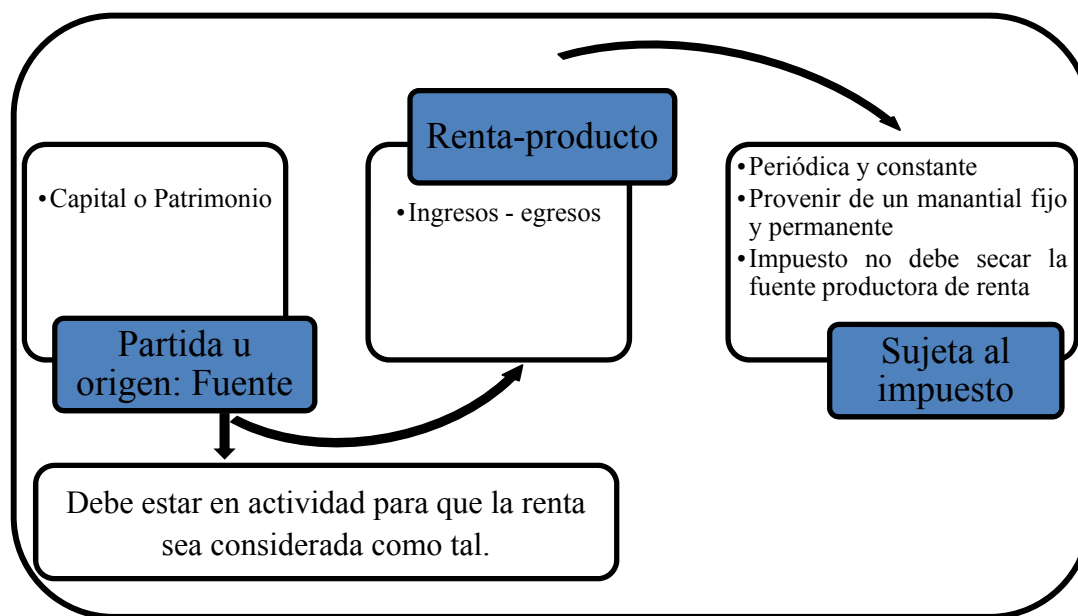 •Capital o Patrimonio
Partida u
origen: Fuente
Debe estar en actividad para que la renta
sea considerada como tal.
Renta-producto
•Ingresos - egresos
•Periódica y constante
•Provenir de un manantial fijo
y permanente
•Impuesto no debe secar la
fuente productora de renta
Sujeta al
impuesto